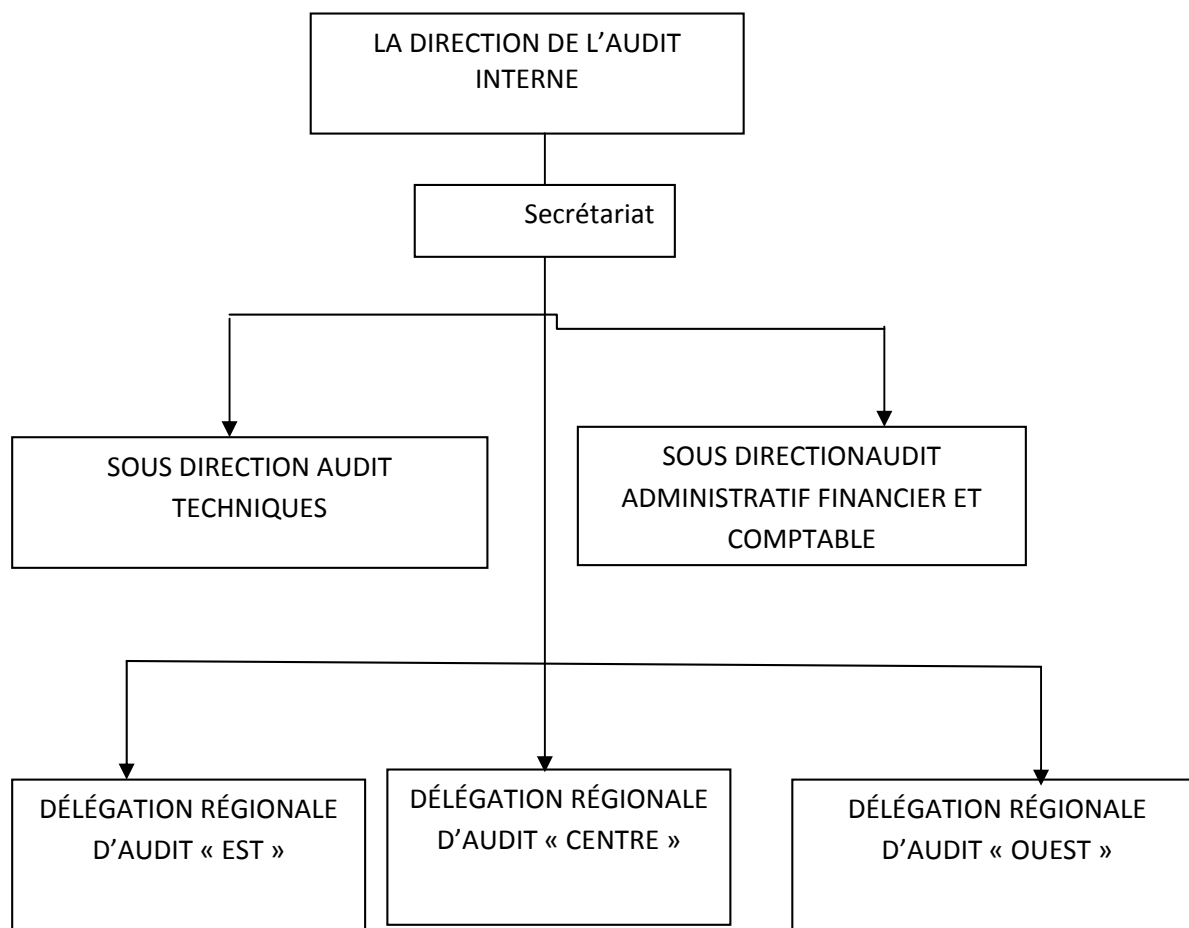 LA DIRECTION DE L’AUDIT
INTERNE
Secrétariat
SOUS DIRECTION AUDIT
TECHNIQUES
SOUS DIRECTIONAUDIT
ADMINISTRATIF FINANCIER ET
COMPTABLE
DÉLÉGATION RÉGIONALE
D’AUDIT « EST »
DÉLÉGATION RÉGIONALE
D’AUDIT « CENTRE »
DÉLÉGATION RÉGIONALE
D’AUDIT « OUEST »